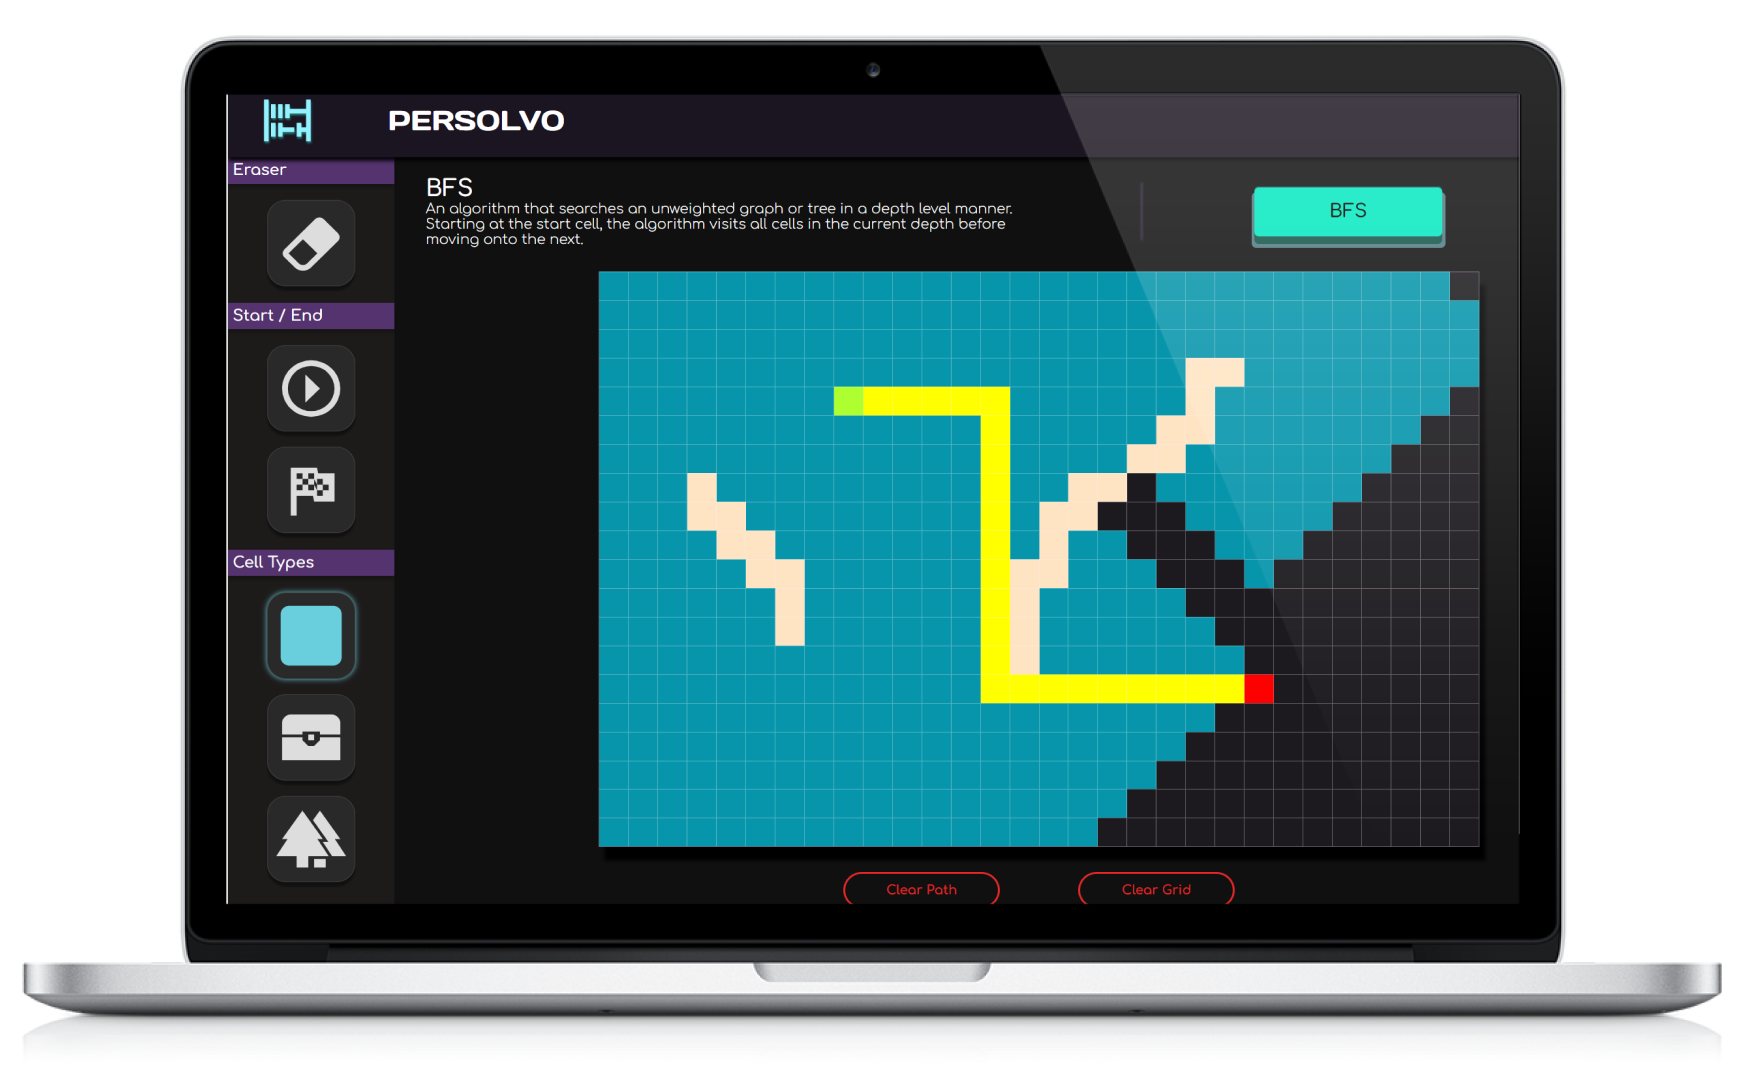 PERSOLVO
Eraser
Start / End
Cell Types
BFS
An algorithm that searches an unweighted graph or tree in a depth level manner.
Starting at the start cell, the algorithm visits all cells in the current depth before
moving onto the next.
BFS
Clear Path
Clear Grid